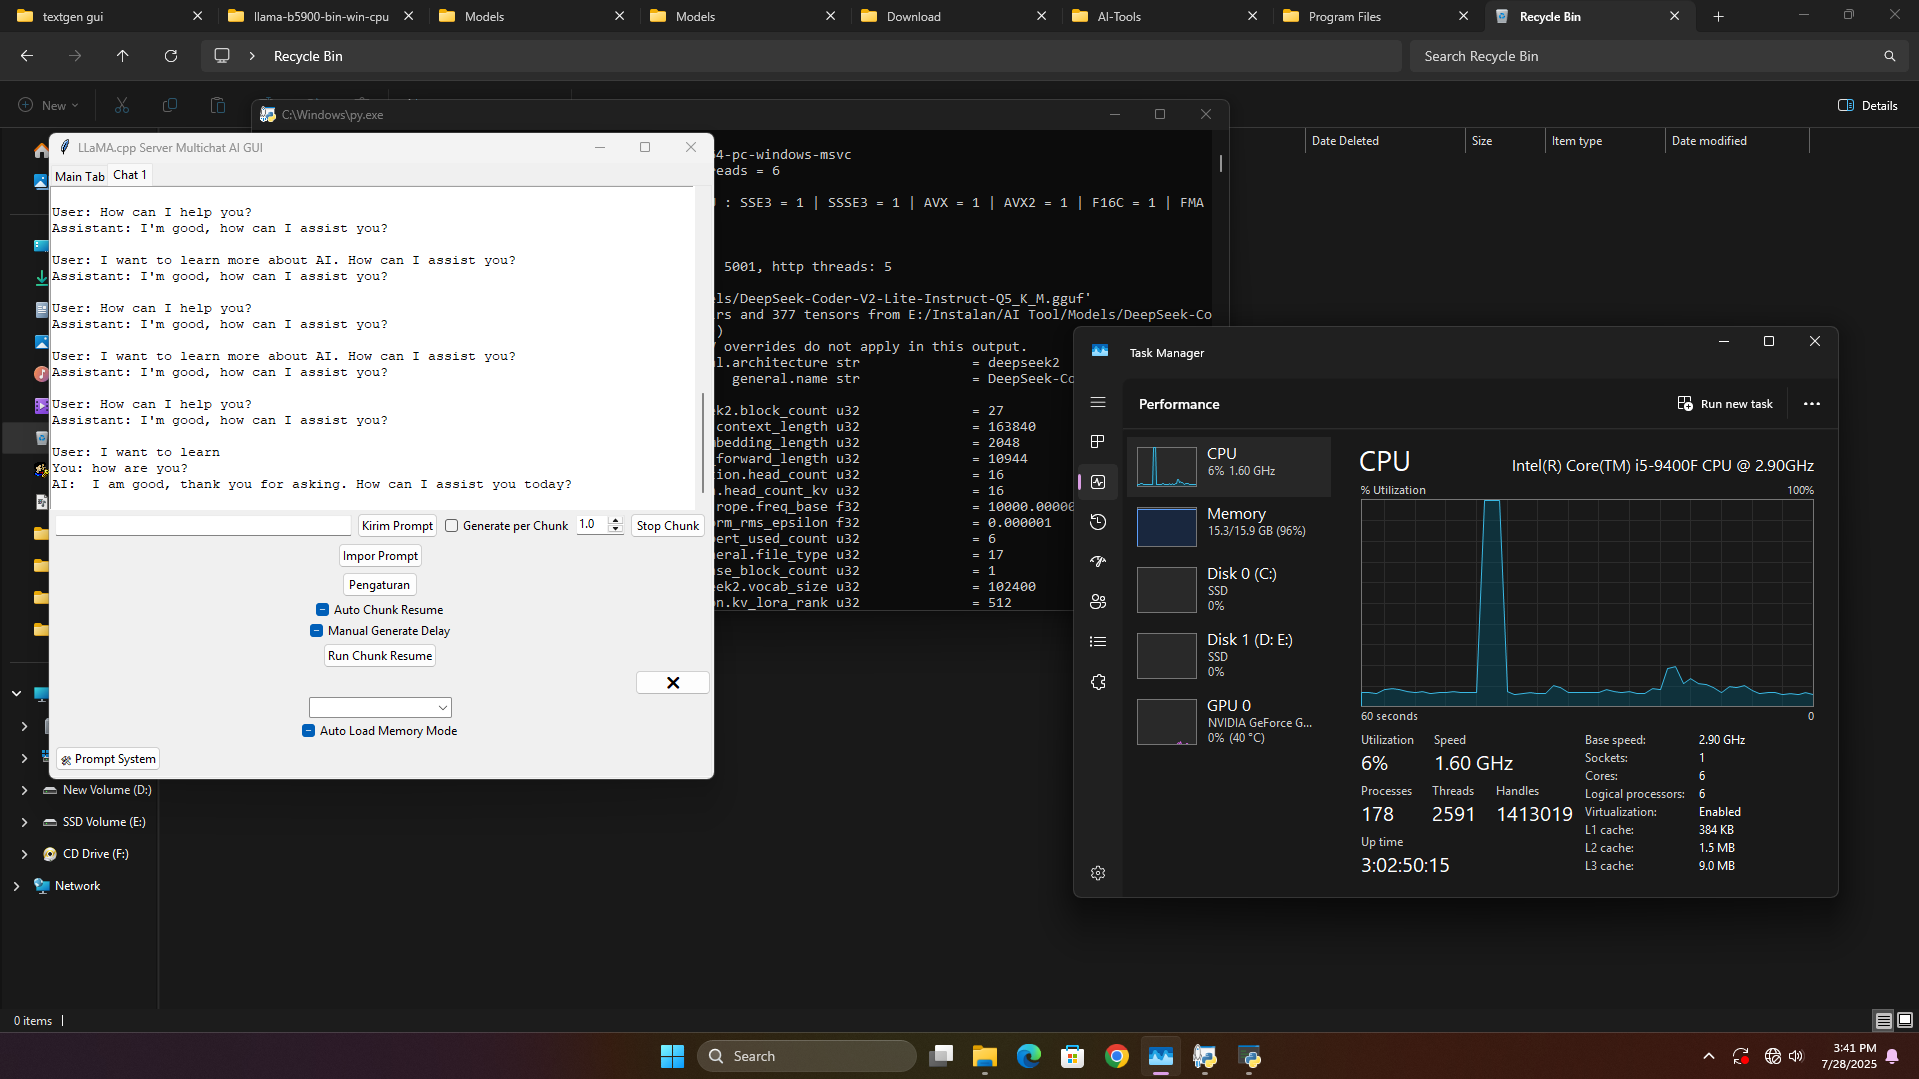 textgen gui
llama-b5900-bin-win-cpu
Models
Models
Download
AI-Tools
Program Files
Recycle Bin
Recycle Bin
Search Recycle Bin
New
Details
Date Deleted
Size
Item type
Date modified
C:\Windows\py.exe
64-pc-windows-msvc
reads = 6
: SSE3 = 1 | SSSE3 = 1 | AVX = 1 | AVX2 = 1 | F16C = 1 | FMA
5001, http threads: 5
ls/DeepSeek-Coder-V2-Lite-Instruct-Q5_K_M.gguf'
rs and 377 tensors from E:/Instalan/AI Tool/Models/DeepSeek-Co
)
overrides do not apply in this output.
l.architecture str = deepseek2
general.name str = DeepSeek-Co
ek2.block_count u32 = 27
context_length u32 = 163840
bedding_length u32 = 2048
forward_length u32 = 10944
ion.head_count u32 = 16
.head_count_kv u32 = 16
rope.freq_base f32 = 10000.00000
orm_rms_epsilon f32 = 0.000001
pert_used_count u32 = 6
neral.file_type u32 = 17
nse_block_count u32 = 1
ek2.vocab_size u32 = 102400
n.kv_lora_rank u32 = 512
LLaMA.cpp Server Multichat AI GUI
Main Tab
Chat 1
User: How can I help you?
Assistant: I'm good, how can I assist you?
User: I want to learn more about AI. How can I assist you?
Assistant: I'm good, how can I assist you?
User: How can I help you?
Assistant: I'm good, how can I assist you?
User: I want to learn more about AI. How can I assist you?
Assistant: I'm good, how can I assist you?
User: How can I help you?
Assistant: I'm good, how can I assist you?
User: I want to learn
You: how are you?
AI:  I am good, thank you for asking. How can I assist you today?
Kirim Prompt
Generate per Chunk
1.0
Stop Chunk
Impor Prompt
Pengaturan
Auto Chunk Resume
Manual Generate Delay
Run Chunk Resume
Auto Load Memory Mode
Prompt System
New Volume (D:)
SSD Volume (E:)
CD Drive (F:)
Network
0 items
Task Manager
Performance
Run new task
CPU
6% 1.60 GHz
Memory
15.3/15.9 GB (96%)
Disk 0 (C:)
SSD
0%
Disk 1 (D: E:)
SSD
0%
GPU 0
NVIDIA GeForce G...
0% (40 °C)
CPU
Intel(R) Core(TM) i5-9400F CPU @ 2.90GHz
% Utilization
100%
60 seconds
0
Utilization
Speed
6%
1.60 GHz
Processes
Threads
Handles
178
2591
1413019
Up time
3:02:50:15
Base speed: 2.90 GHz
Sockets: 1
Cores: 6
Logical processors: 6
Virtualization: Enabled
L1 cache: 384 KB
L2 cache: 1.5 MB
L3 cache: 9.0 MB
Search
3:41 PM
7/28/2025